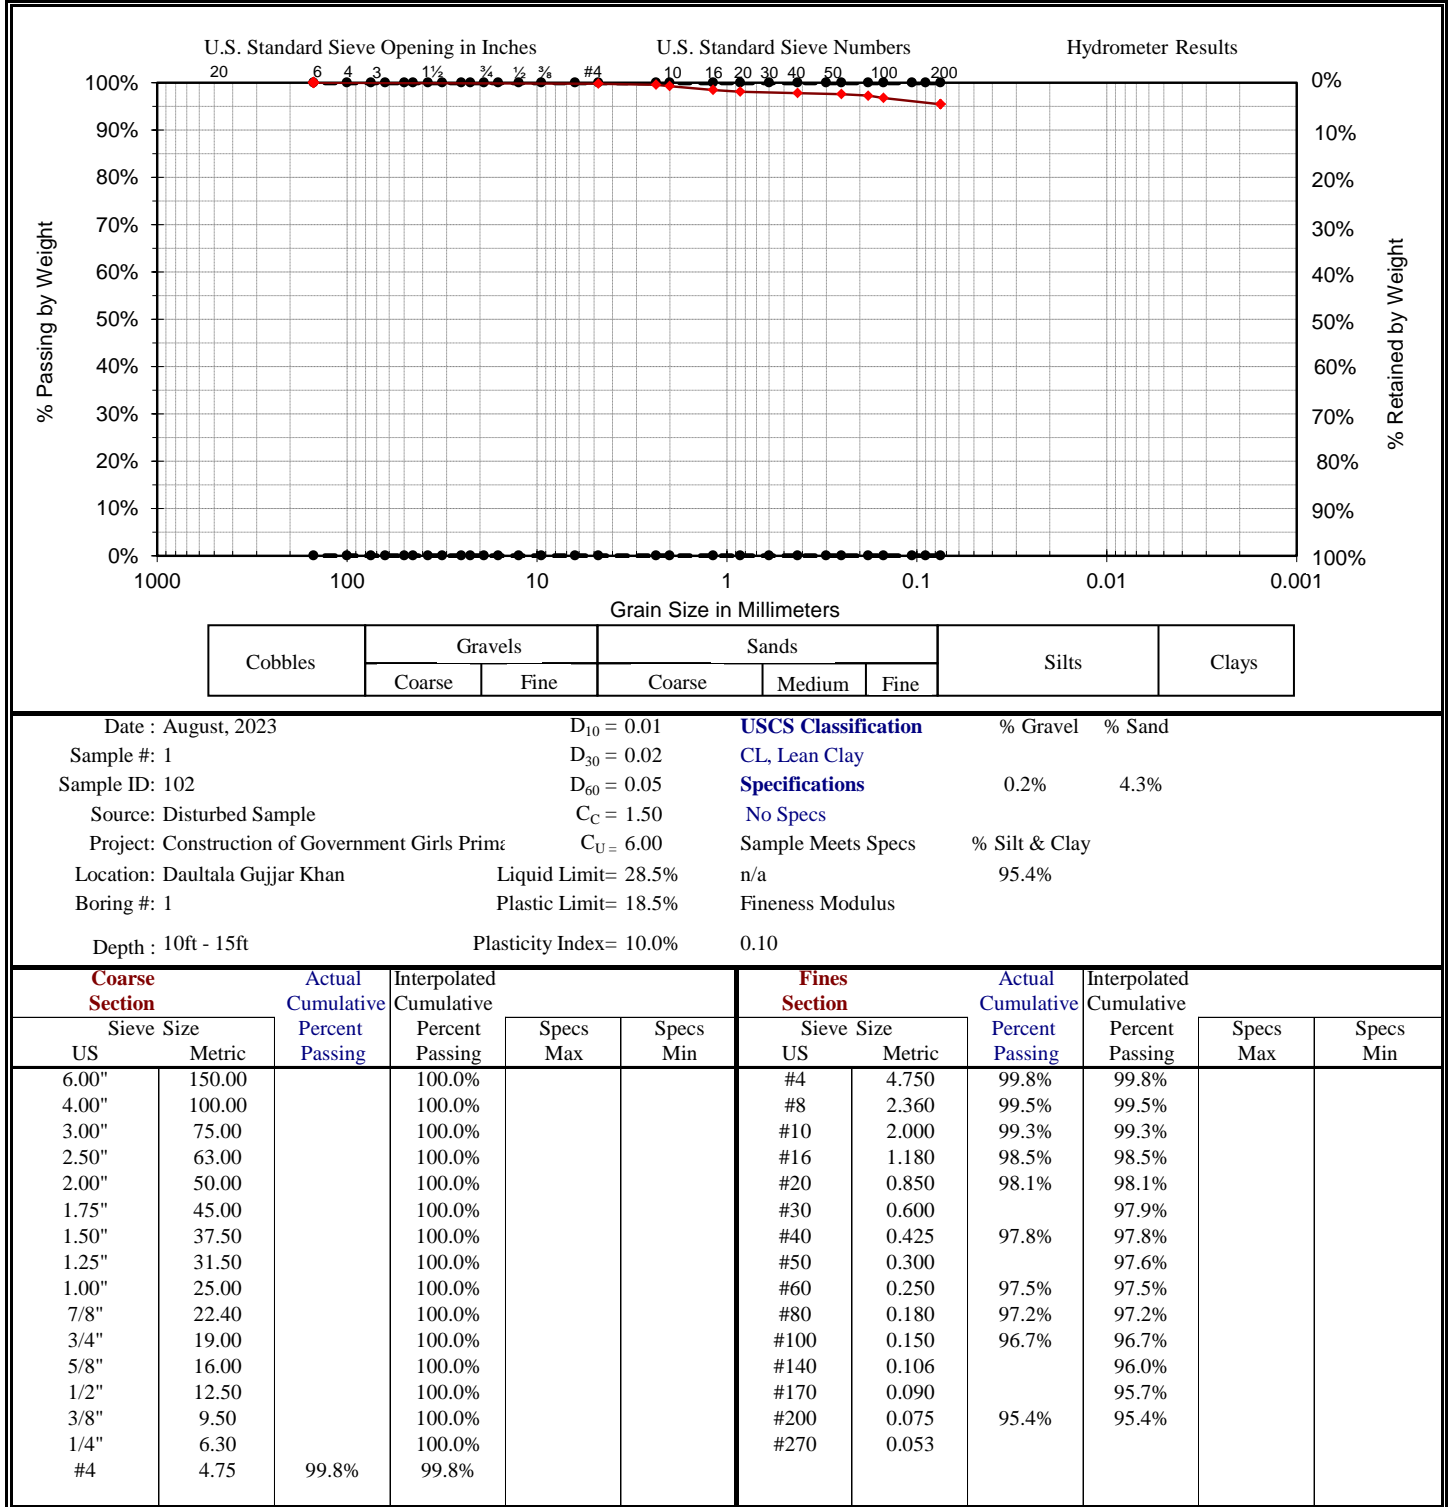 U.S. Standard Sieve Opening in Inches U.S. Standard Sieve Numbers Hydrometer Results
20 6 4 3 1½ ¾ ½ ⅜ #4 10 16 20 30 40 50 100 200
100% 0%
90% 10%
80% 20%
70% 30%
60% 40%
50% 50%
40% 60%
30% 70%
20% 80%
10% 90%
0% 100%
% Passing by Weight
% Retained by Weight
1000 100 10 1 0.1 0.01 0.001
Grain Size in Millimeters
Cobbles Gravels Sands Silts Clays
Coarse Fine Coarse Medium Fine
Date : August, 2023 D10 = 0.01 USCS Classification % Gravel % Sand
Sample #: 1 D30 = 0.02 CL, Lean Clay
Sample ID: 102 D60 = 0.05 Specifications 0.2% 4.3%
Source: Disturbed Sample CC = 1.50 No Specs
Project: Construction of Government Girls Prima CU = 6.00 Sample Meets Specs % Silt & Clay
Location: Daultala Gujjar Khan Liquid Limit= 28.5% n/a 95.4%
Boring #: 1 Plastic Limit= 18.5% Fineness Modulus
Depth : 10ft - 15ft Plasticity Index= 10.0% 0.10
Coarse Actual Interpolated Fines Actual Interpolated
Section Cumulative Cumulative Section Cumulative Cumulative
Sieve Size Percent Percent Specs Specs Sieve Size Percent Percent Specs Specs
US Metric Passing Passing Max Min US Metric Passing Passing Max Min
6.00" 150.00 100.0% #4 4.750 99.8% 99.8%
4.00" 100.00 100.0% #8 2.360 99.5% 99.5%
3.00" 75.00 100.0% #10 2.000 99.3% 99.3%
2.50" 63.00 100.0% #16 1.180 98.5% 98.5%
2.00" 50.00 100.0% #20 0.850 98.1% 98.1%
1.75" 45.00 100.0% #30 0.600 97.9%
1.50" 37.50 100.0% #40 0.425 97.8% 97.8%
1.25" 31.50 100.0% #50 0.300 97.6%
1.00" 25.00 100.0% #60 0.250 97.5% 97.5%
7/8" 22.40 100.0% #80 0.180 97.2% 97.2%
3/4" 19.00 100.0% #100 0.150 96.7% 96.7%
5/8" 16.00 100.0% #140 0.106 96.0%
1/2" 12.50 100.0% #170 0.090 95.7%
3/8" 9.50 100.0% #200 0.075 95.4% 95.4%
1/4" 6.30 100.0% #270 0.053
#4 4.75 99.8% 99.8%